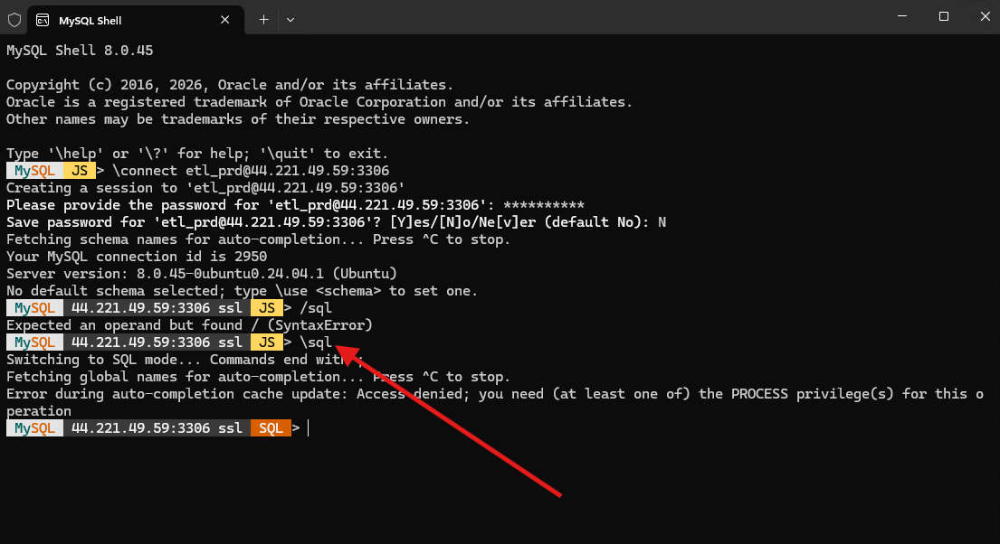 MySQL Shell
MySQL Shell 8.0.45
Copyright (c) 2016, 2026, Oracle and/or its affiliates.
Oracle is a registered trademark of Oracle Corporation and/or its affiliates.
Other names may be trademarks of their respective owners.
Type '\help' or '\?' for help; '\quit' to exit.
MySQL JS > \connect etl_prd@44.221.49.59:3306
Creating a session to 'etl_prd@44.221.49.59:3306'
Please provide the password for 'etl_prd@44.221.49.59:3306': **********
Save password for 'etl_prd@44.221.49.59:3306'? [Y]es/[N]o/Ne[v]er (default No): N
Fetching schema names for auto-completion... Press ^C to stop.
Your MySQL connection id is 2950
Server version: 8.0.45-0ubuntu0.24.04.1 (Ubuntu)
No default schema selected; type \use <schema> to set one.
MySQL 44.221.49.59:3306 ssl JS > /sql
Expected an operand but found / (SyntaxError)
MySQL 44.221.49.59:3306 ssl JS > \sql
Switching to SQL mode... Commands end with ;
Fetching global names for auto-completion... Press ^C to stop.
Error during auto-completion cache update: Access denied; you need (at least one of) the PROCESS privilege(s) for this o
peration
MySQL 44.221.49.59:3306 ssl SQL >